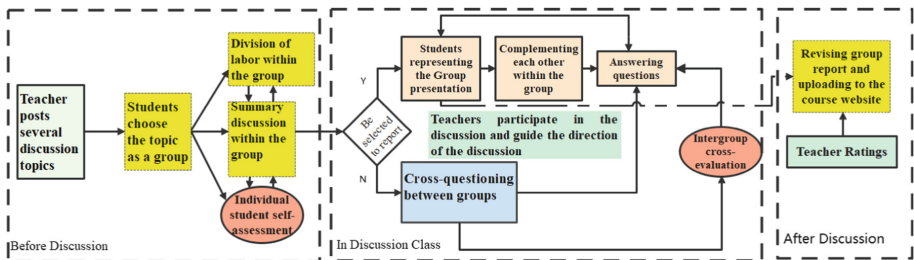 Teacher
posts
several
discussion
topics
Students
choose
the topic
as a group
Division of
labor within
the group
Summary
discussion
within the
group
Individual
student self-
assessment
Before Discussion
Be
selected
to report
Y
N
Students
representing
the Group
presentation
Complementing
each other
within the
group
Answering
questions
Teachers participate in
the discussion and guide the direction
of the discussion
Cross-questioning
between groups
Intergroup
cross-
evaluation
In Discussion Class
Revising group
report and
uploading to the
course website
Teacher Ratings
After Discussion